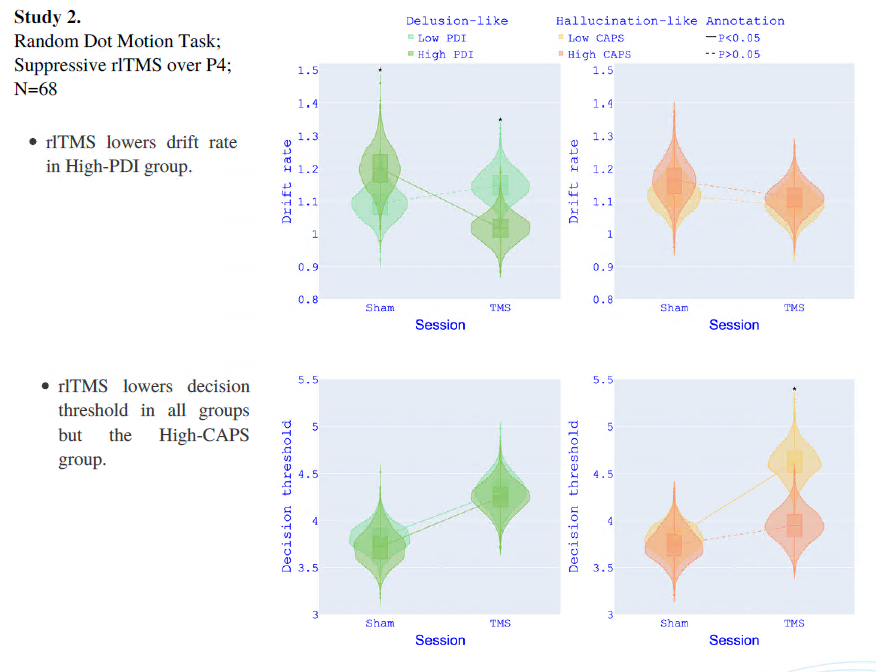 Study 2.
Random Dot Motion Task;
Suppressive rlTMS over P4;
N=68
• rlTMS lowers drift rate
in High-PDI group.
Delusion-like Hallucination-like Annotation
Low PDI Low CAPS — P<0.05
High PDI High CAPS -- P>0.05
Drift rate
1.5
1.4
1.3
1.2
1.1
1
0.9
0.8
*
*
Sham TMS
Session
Drift rate
1.5
1.4
1.3
1.2
1.1
1
0.9
0.8
Sham TMS
Session
• rlTMS lowers decision
threshold in all groups
but the High-CAPS
group.
Decision threshold
5.5
5
4.5
4
3.5
3
Sham TMS
Session
Decision threshold
5.5
5
4.5
4
3.5
3
*
Sham TMS
Session